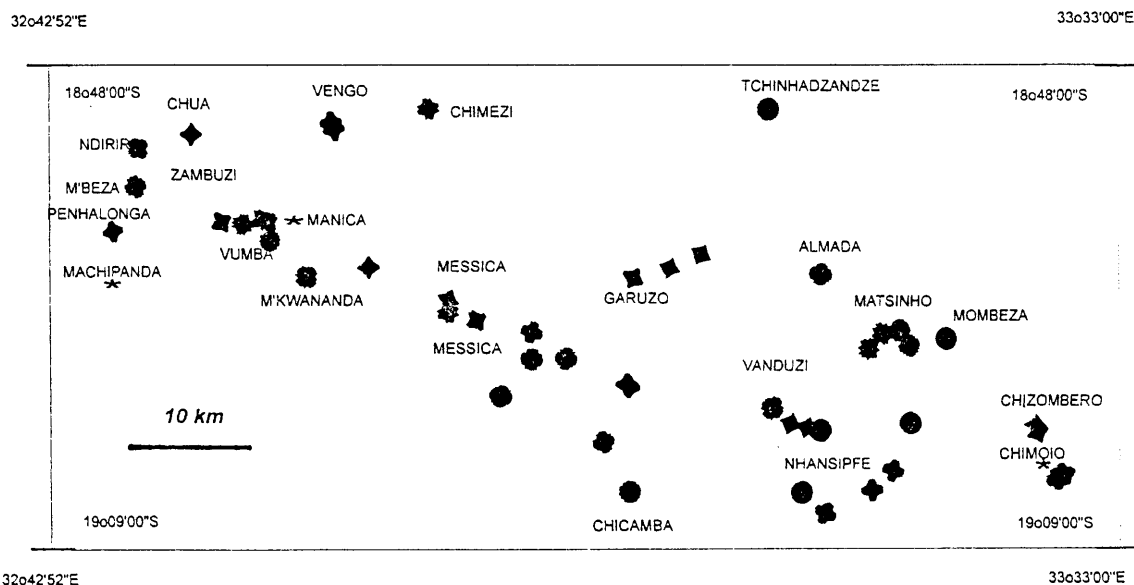 32o42'52"E 33o33'00"E
18o48'00"S 18o48'00"S
CHUA VENGO CHIMEZI TCHINHADZANDZE
NDIRIR
ZAMBUZI
M'BEZA
PENHALONGA
MANICA
VUMBA
MACHIPANDA
M'KWANANDA
MESSICA
GARUZO
ALMADA
MATSINHO
MOMBEZA
MESSICA
VANDUZI
CHIZOMBERO
10 km
CHIMOIO
NHANSIPFE
CHICAMBA
19o09'00"S 19o09'00"S
32o42'52"E 33o33'00"E